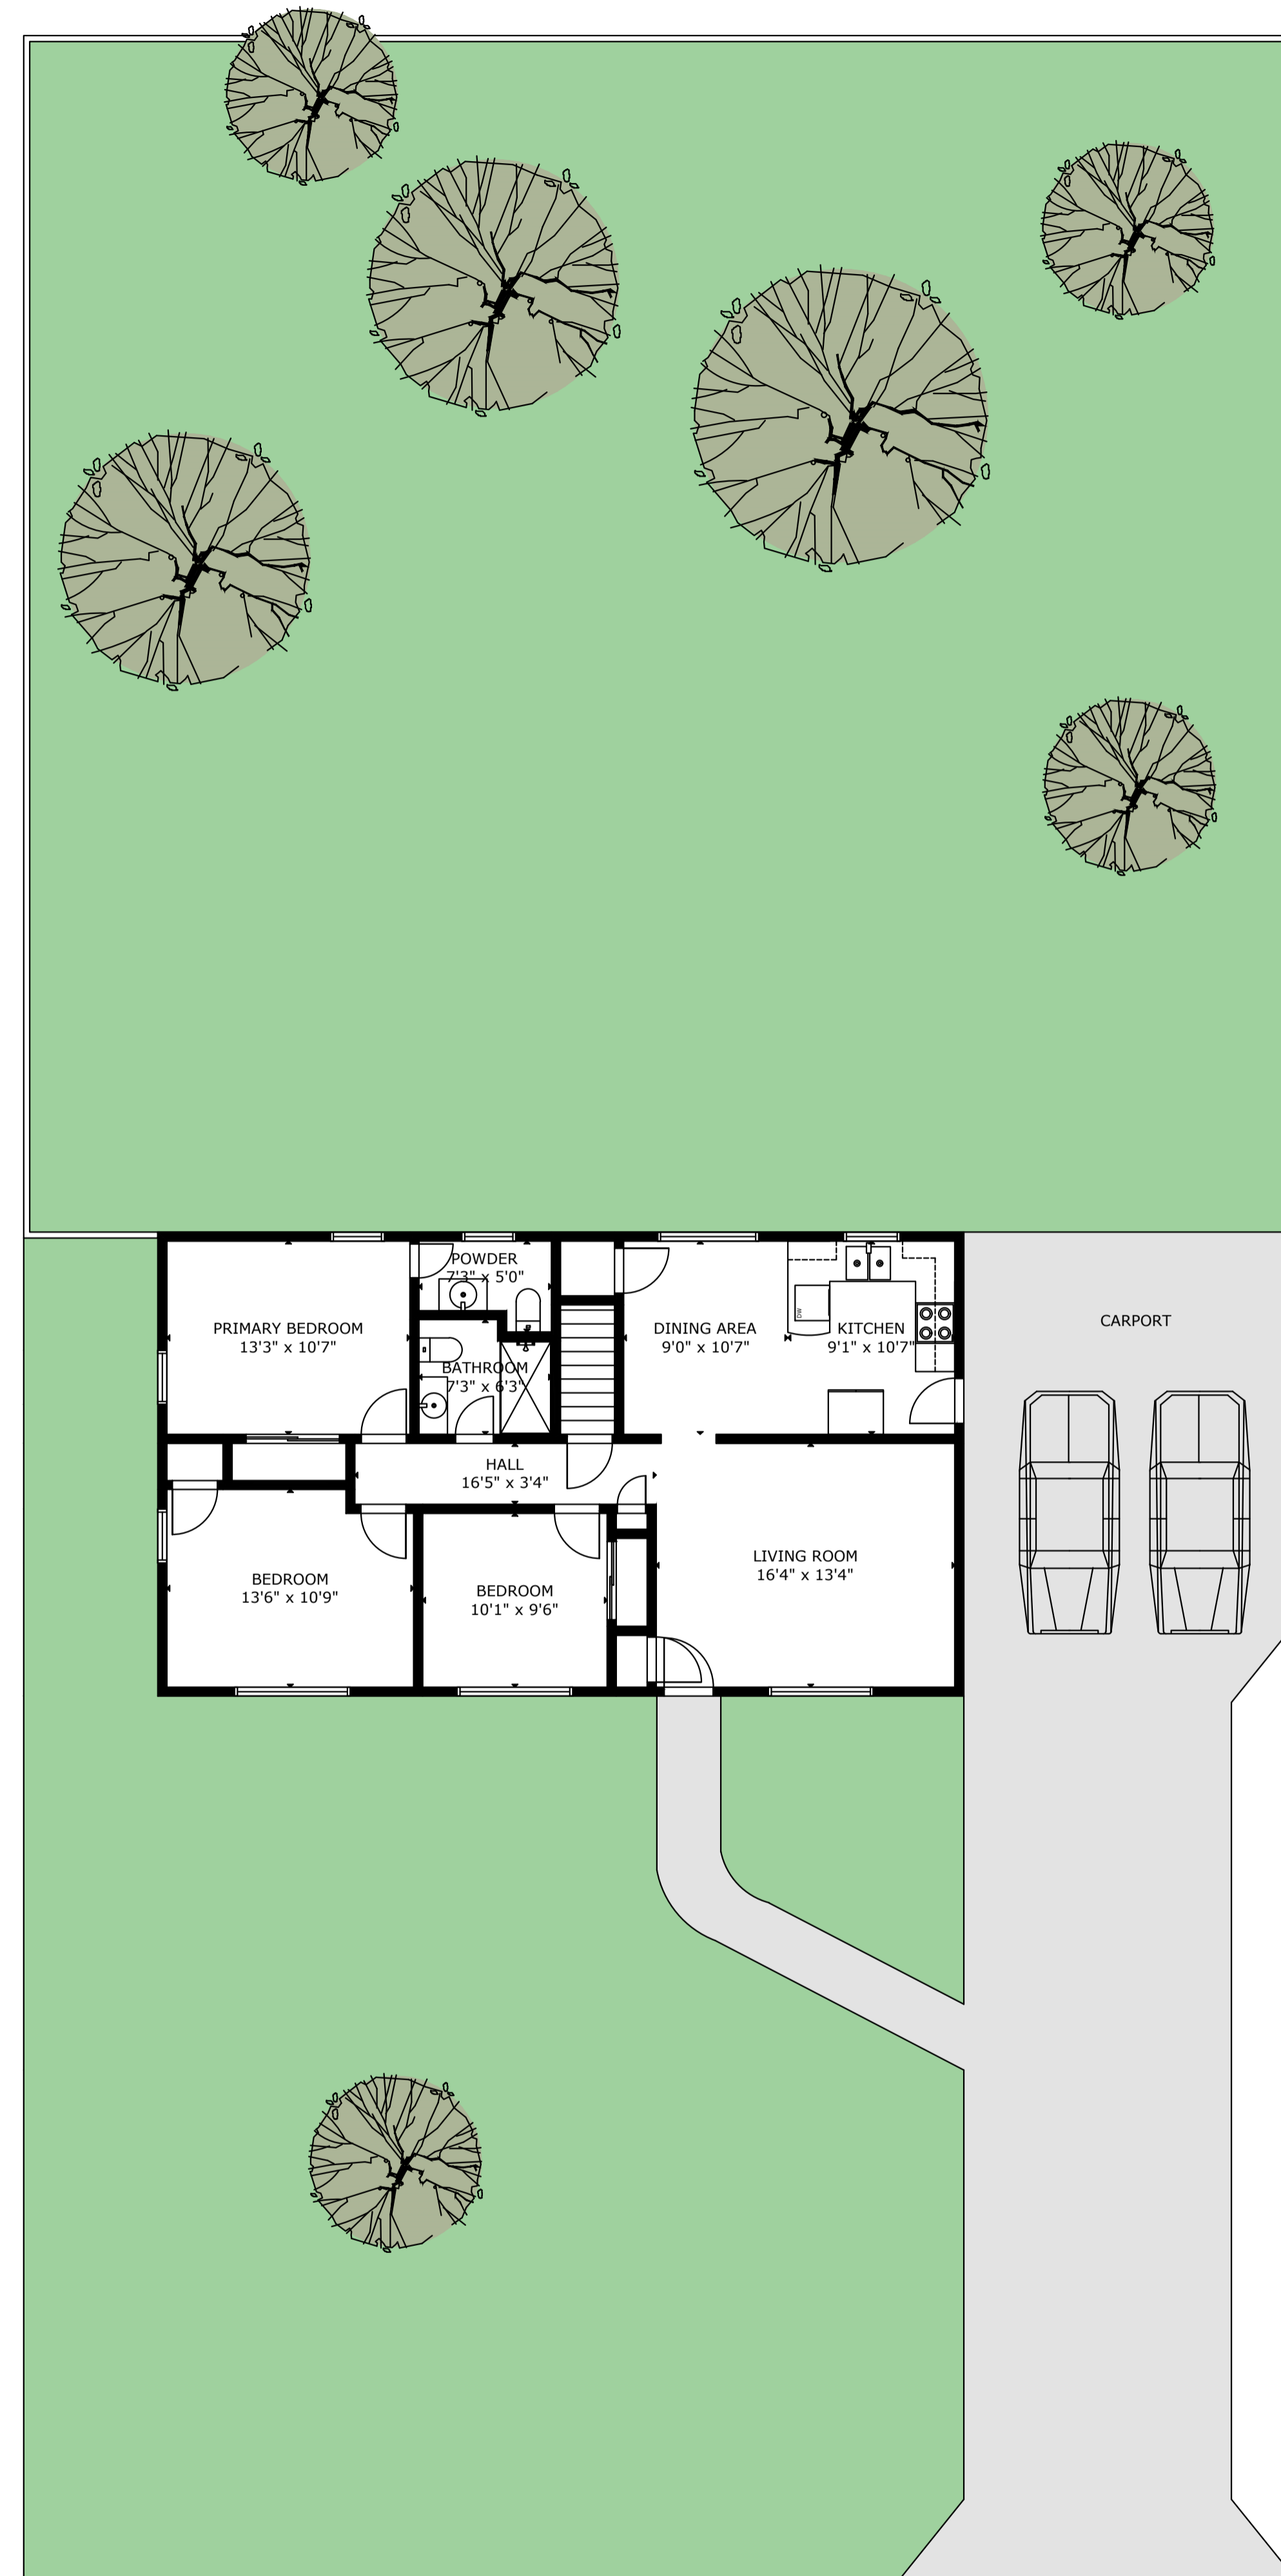 POWDER
7'3" x 5'0"
PRIMARY BEDROOM
13'3" x 10'7"
BATHROOM
7'3" x 6'3"
DINING AREA
9'0" x 10'7"
DW
KITCHEN
9'1" x 10'7"
CARPORT
HALL
16'5" x 3'4"
BEDROOM
13'6" x 10'9"
BEDROOM
10'1" x 9'6"
LIVING ROOM
16'4" x 13'4"